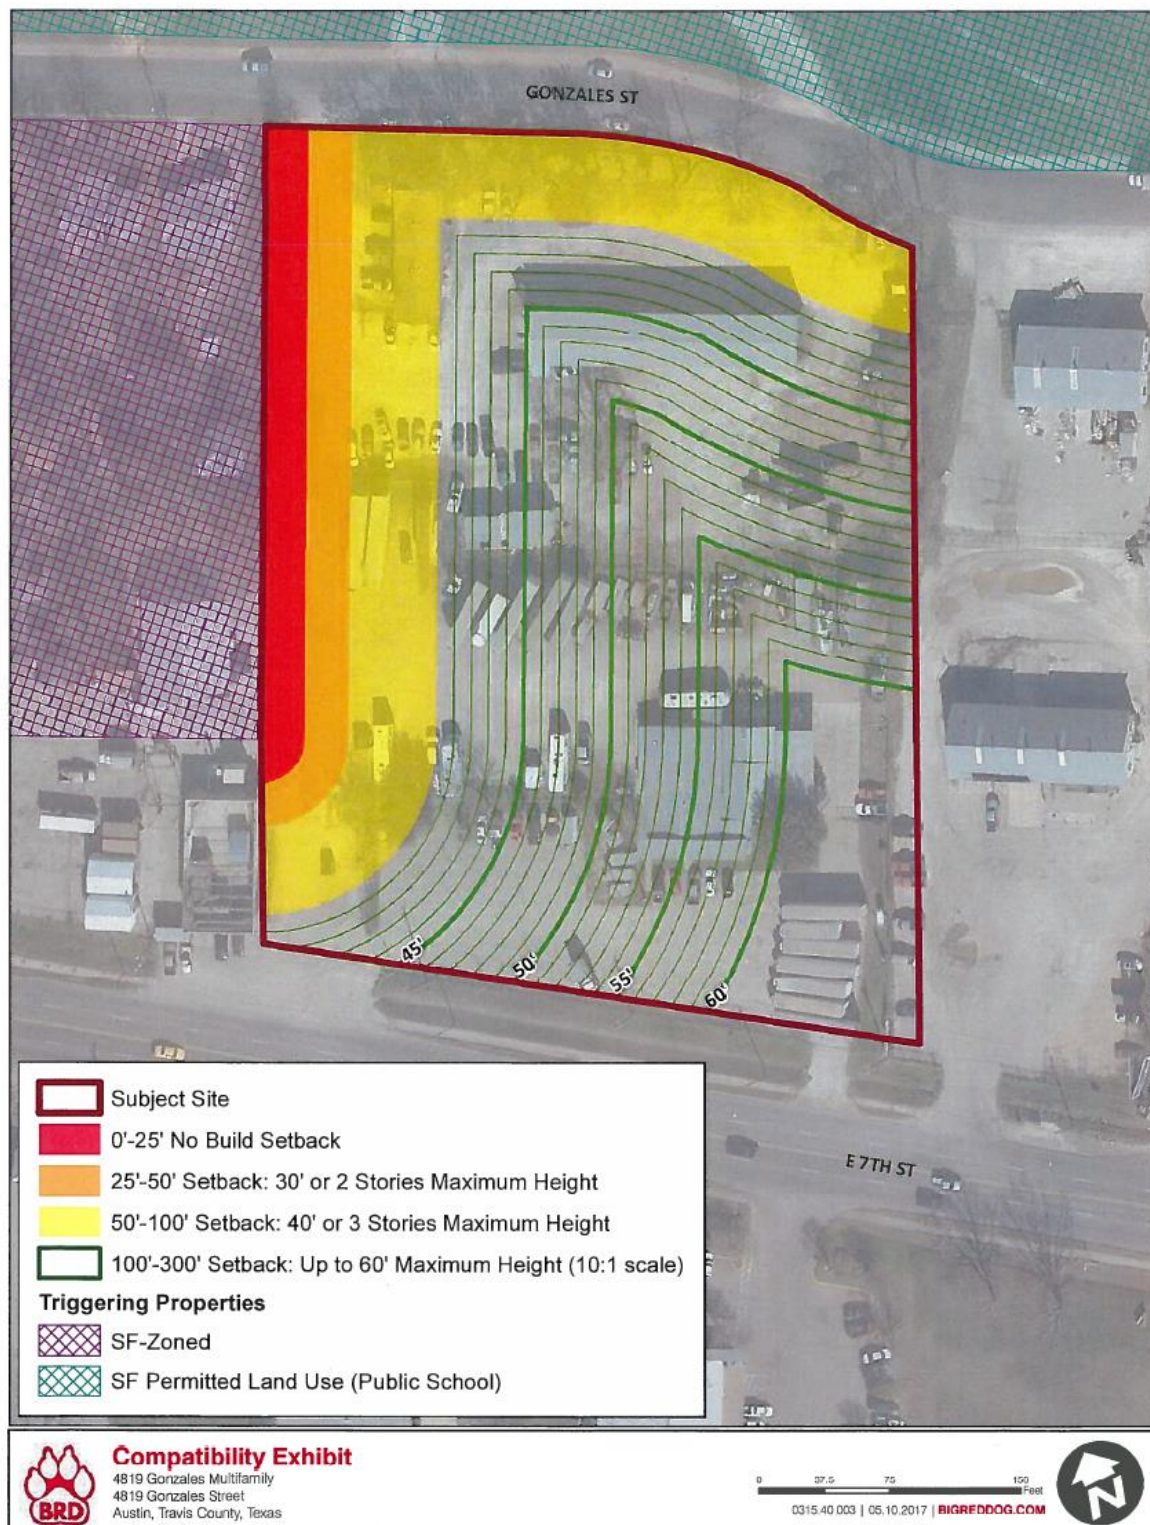 GONZALES ST
45'
50'
55'
60'
E 7TH ST
Subject Site
0'-25' No Build Setback
25'-50' Setback: 30' or 2 Stories Maximum Height
50'-100' Setback: 40' or 3 Stories Maximum Height
100'-300' Setback: Up to 60' Maximum Height (10:1 scale)
Triggering Properties
SF-Zoned
SF Permitted Land Use (Public School)
BRD
Compatibility Exhibit
4819 Gonzales Multifamily
4819 Gonzales Street
Austin, Travis County, Texas
0 37.5 75 150
Feet
0315.40 003 | 05.10.2017 | BIGREDDOG.COM
N